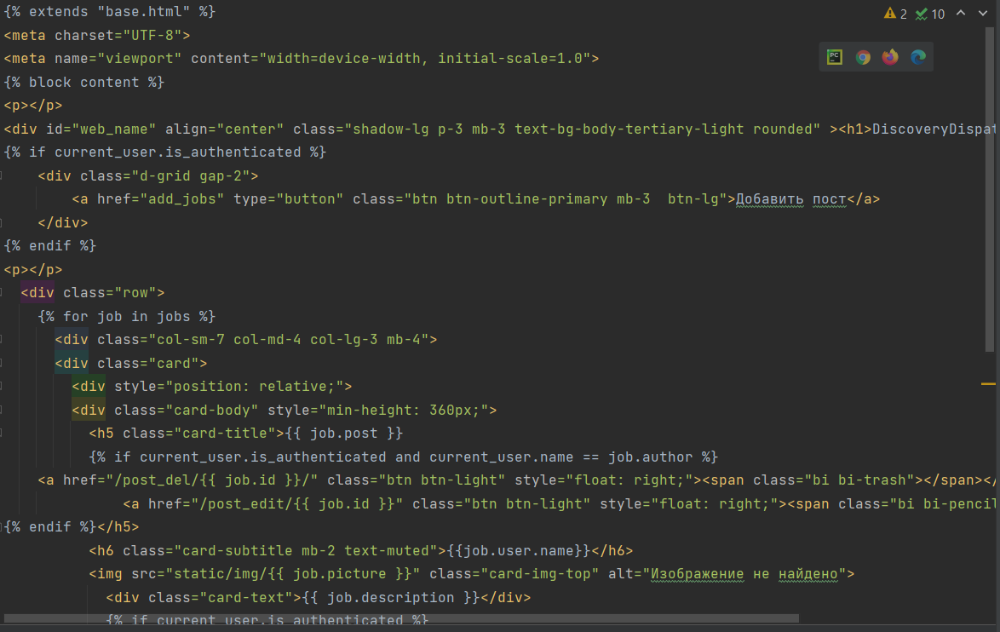 {% extends "base.html" %}
2 10
<meta charset="UTF-8">
<meta name="viewport" content="width=device-width, initial-scale=1.0">
PC
{% block content %}
<p></p>
<div id="web_name" align="center" class="shadow-lg p-3 mb-3 text-bg-body-tertiary-light rounded" ><h1>DiscoveryDispat
{% if current_user.is_authenticated %}
<div class="d-grid gap-2">
<a href="add_jobs" type="button" class="btn btn-outline-primary mb-3  btn-lg">Добавить пост</a>
</div>
{% endif %}
<p></p>
<div class="row">
{% for job in jobs %}
<div class="col-sm-7 col-md-4 col-lg-3 mb-4">
<div class="card">
<div style="position: relative;">
<div class="card-body" style="min-height: 360px;">
<h5 class="card-title">{{ job.post }}
{% if current_user.is_authenticated and current_user.name == job.author %}
<a href="/post_del/{{ job.id }}/" class="btn btn-light" style="float: right;"><span class="bi bi-trash"></span></
<a href="/post_edit/{{ job.id }}" class="btn btn-light" style="float: right;"><span class="bi bi-pencil
{% endif %}</h5>
<h6 class="card-subtitle mb-2 text-muted">{{job.user.name}}</h6>
<img src="static/img/{{ job.picture }}" class="card-img-top" alt="Изображение не найдено">
<div class="card-text">{{ job.description }}</div>
{% if current_user.is_authenticated %}